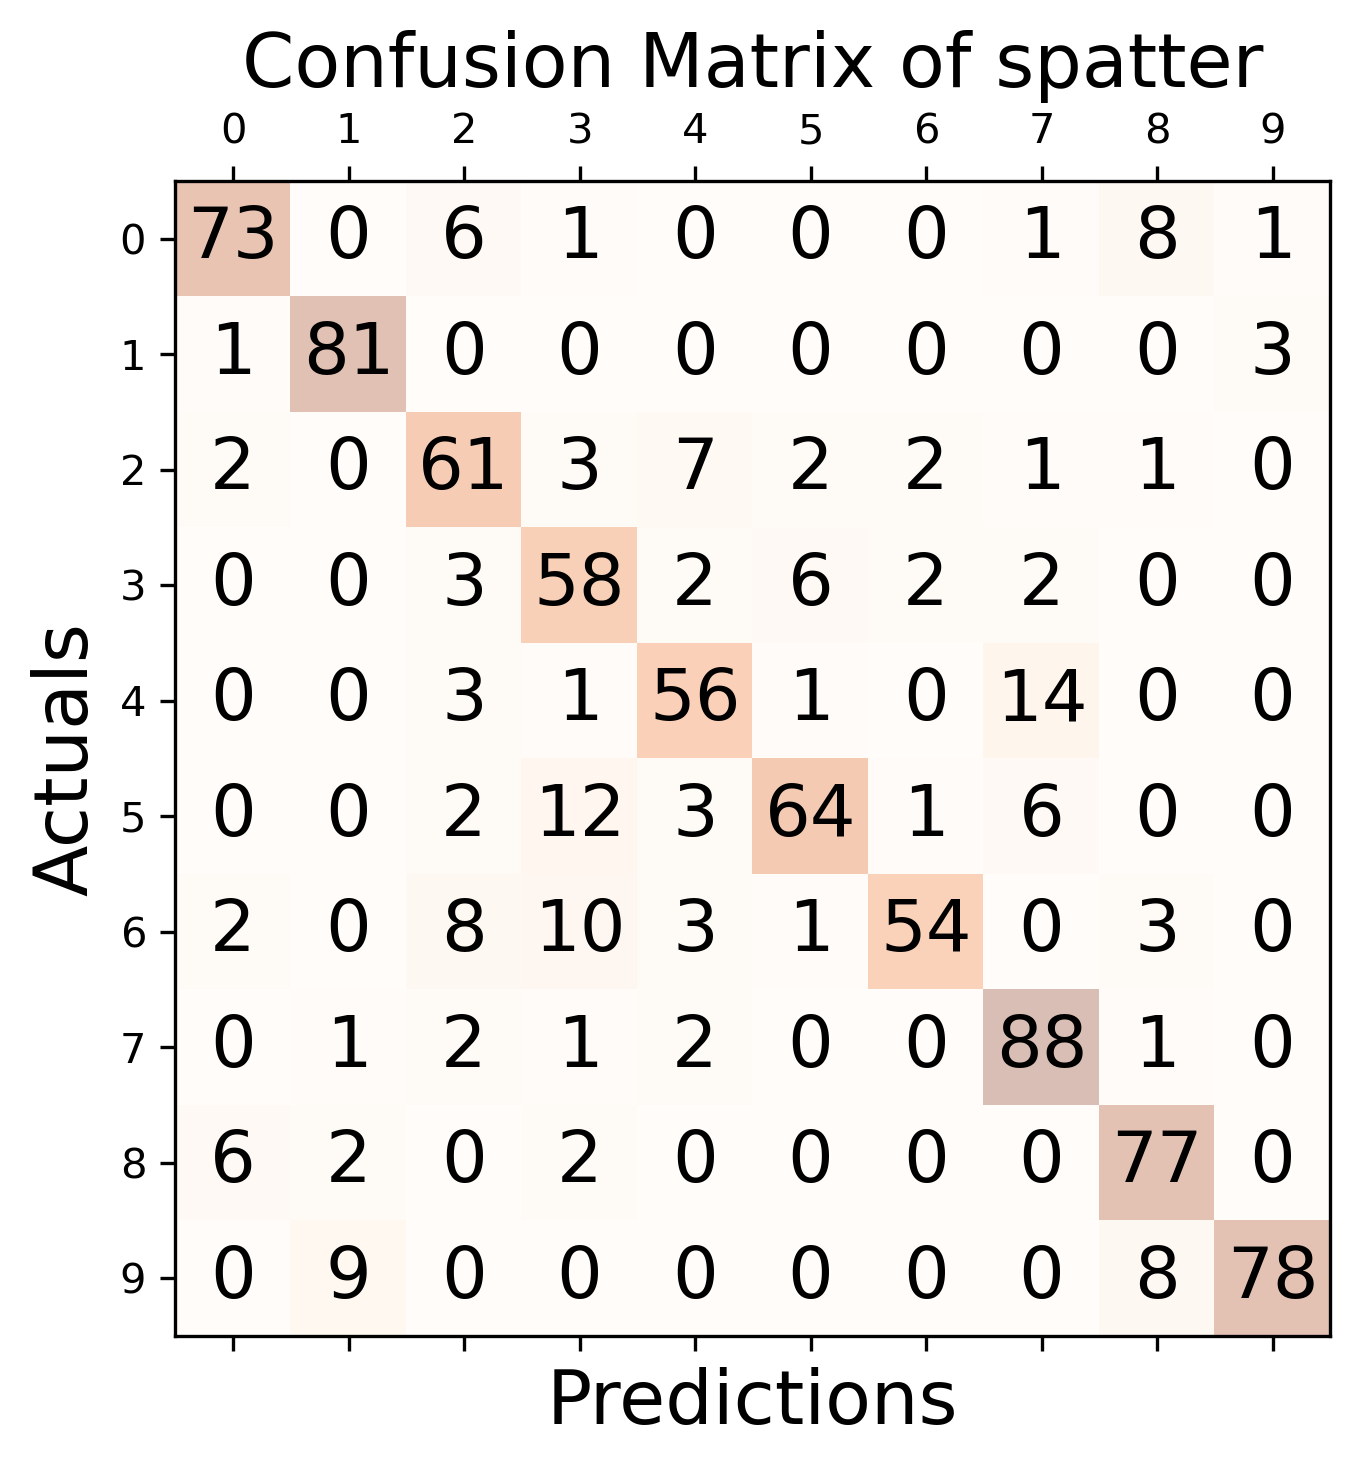 Confusion Matrix of spatter
0 1 2 3 4 5 6 7 8 9
0 73 0 6 1 0 0 0 1 8 1
1 1 81 0 0 0 0 0 0 0 3
2 2 0 61 3 7 2 2 1 1 0
3 0 0 3 58 2 6 2 2 0 0
4 0 0 3 1 56 1 0 14 0 0
5 0 0 2 12 3 64 1 6 0 0
6 2 0 8 10 3 1 54 0 3 0
7 0 1 2 1 2 0 0 88 1 0
8 6 2 0 2 0 0 0 0 77 0
9 0 9 0 0 0 0 0 0 8 78
Actuals
Predictions